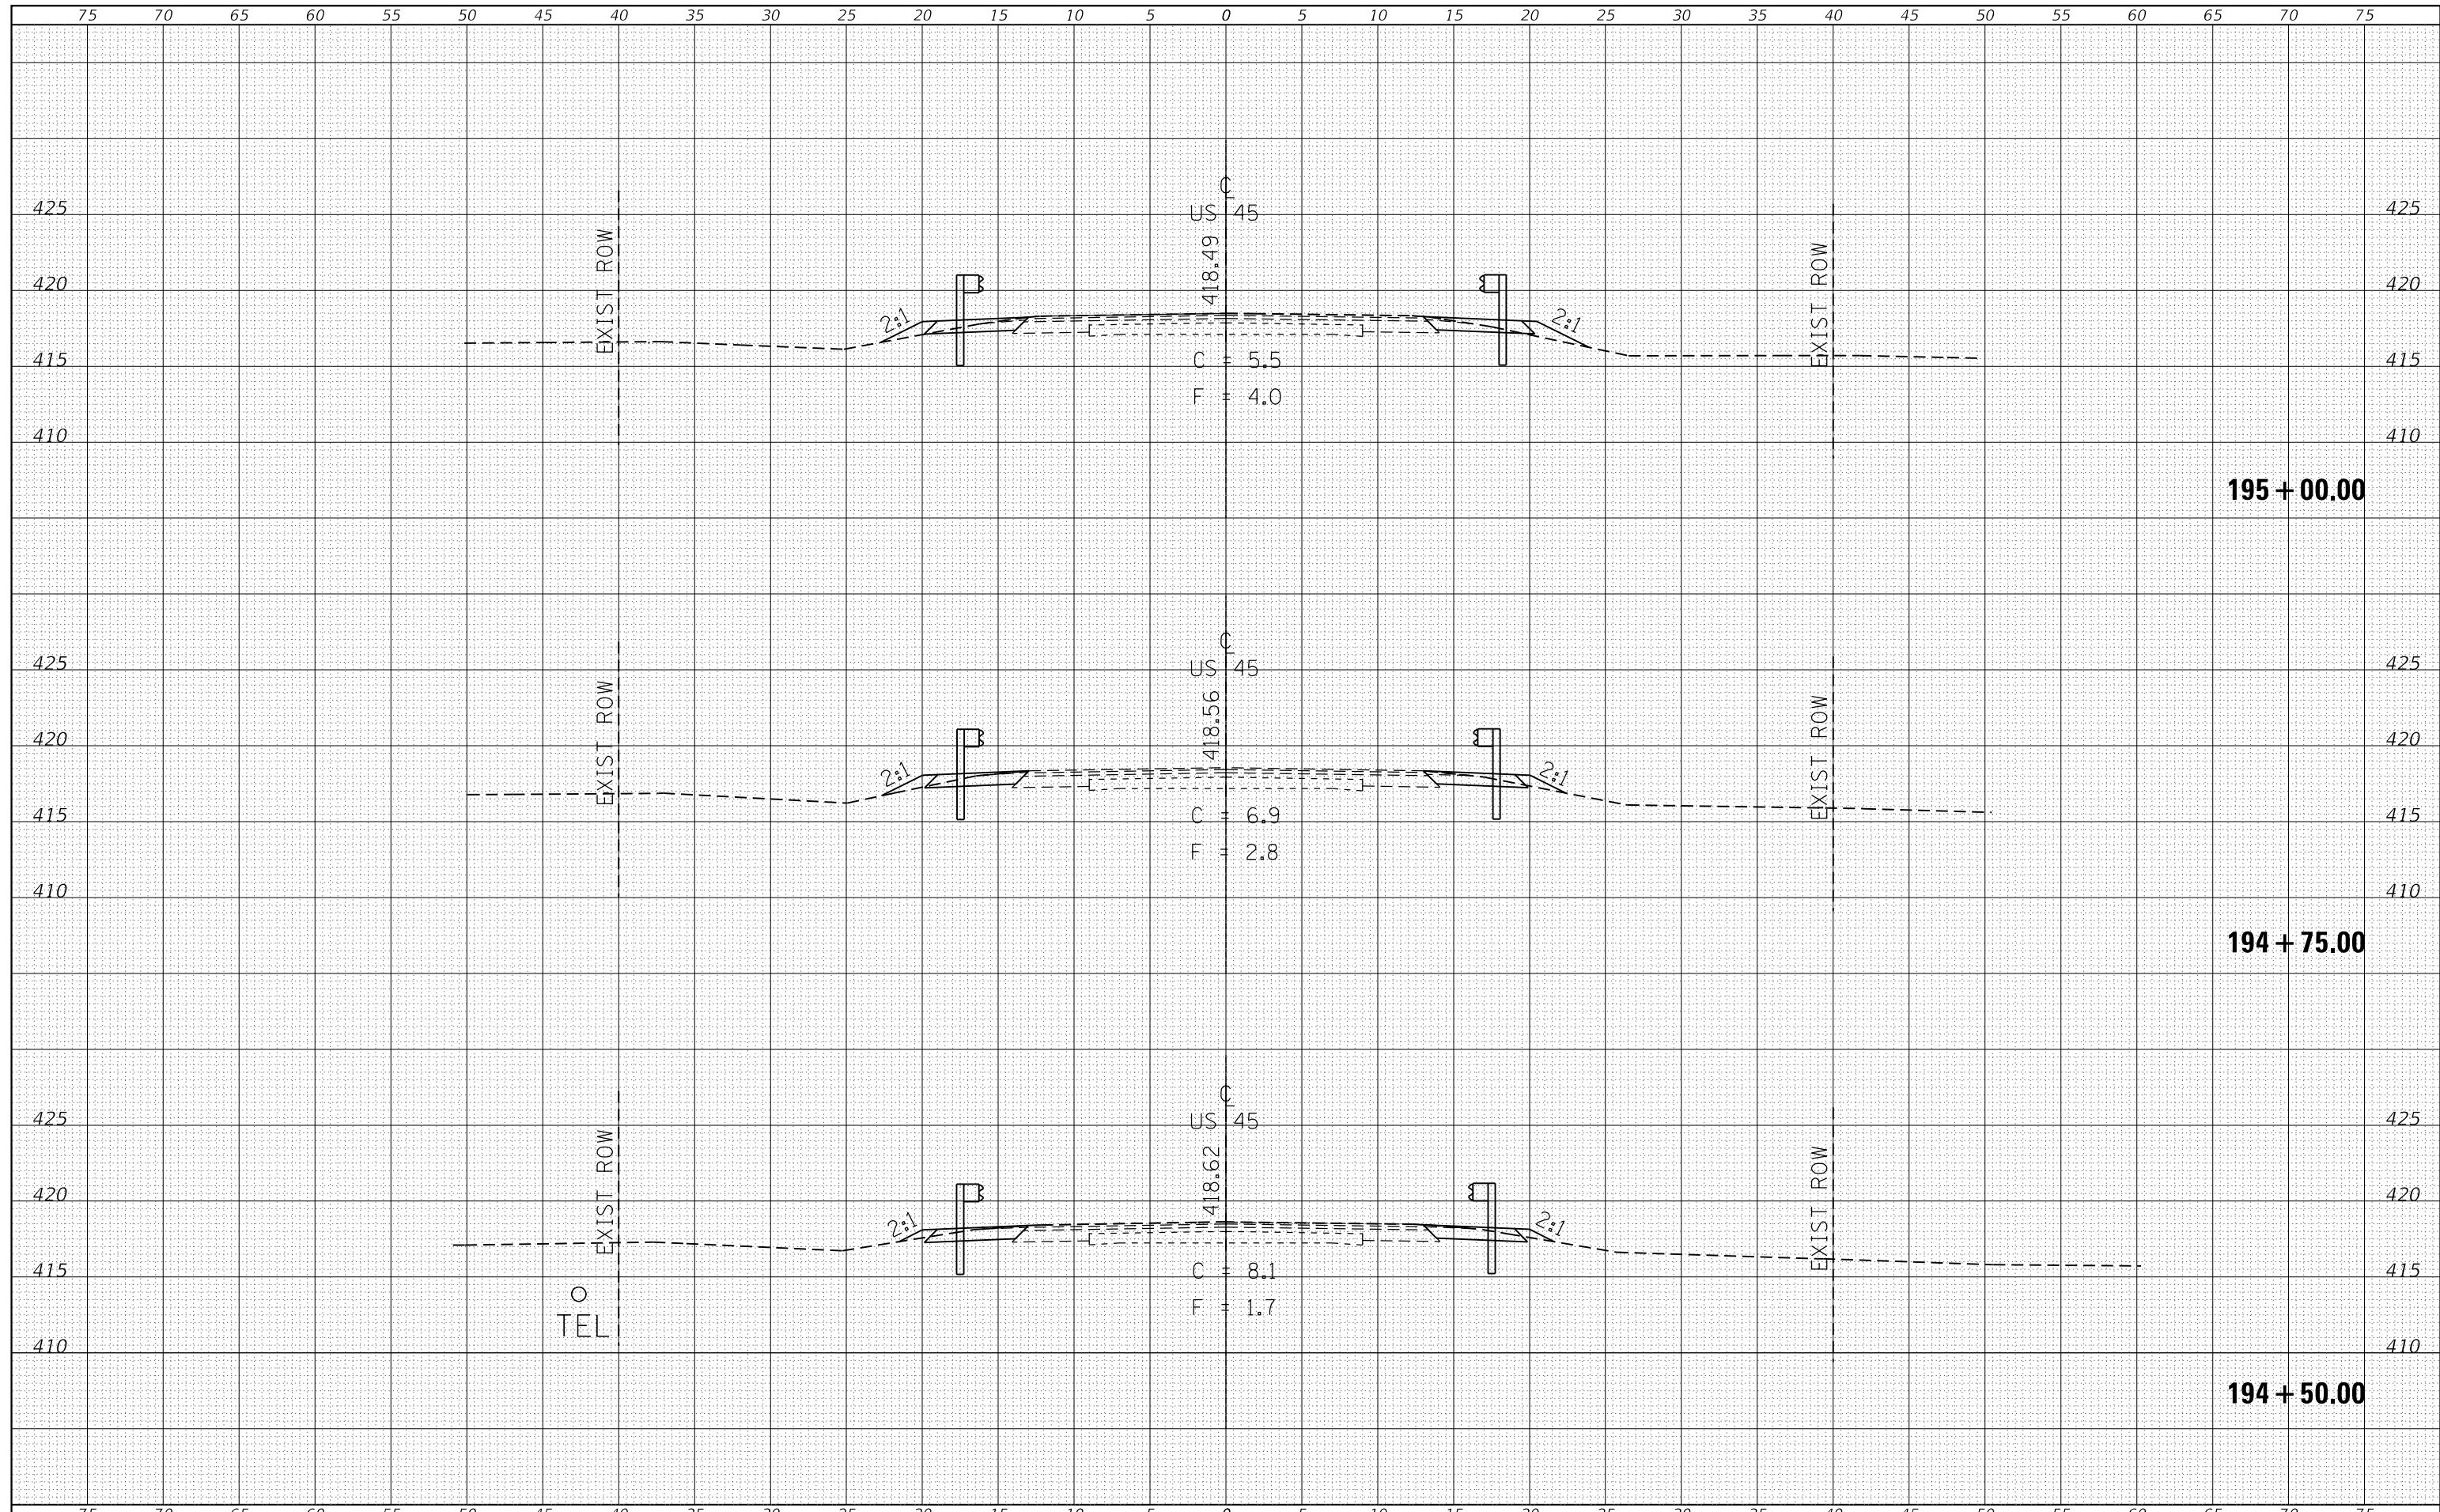 75 70 65 60 55 50 45 40 35 30 25 20 15 10 5 0 5 10 15 20 25 30 35 40 45 50 55 60 65 70 75
℄
425 US 45 425
EXIST ROW 418.49 EXIST ROW
420 420
2:1 2:1
415 C = 5.5 415
F = 4.0
410 410
195 + 00.00
℄
425 US 45 425
EXIST ROW 418.56 EXIST ROW
420 420
2:1 2:1
415 C = 6.9 415
F = 2.8
410 410
194 + 75.00
℄
425 US 45 425
EXIST ROW 418.62 EXIST ROW
420 420
2:1 2:1
415 C = 8.1 415
F = 1.7
TEL
410 410
194 + 50.00
75 70 65 60 55 50 45 40 35 30 25 20 15 10 5 0 5 10 15 20 25 30 35 40 45 50 55 60 65 70 75